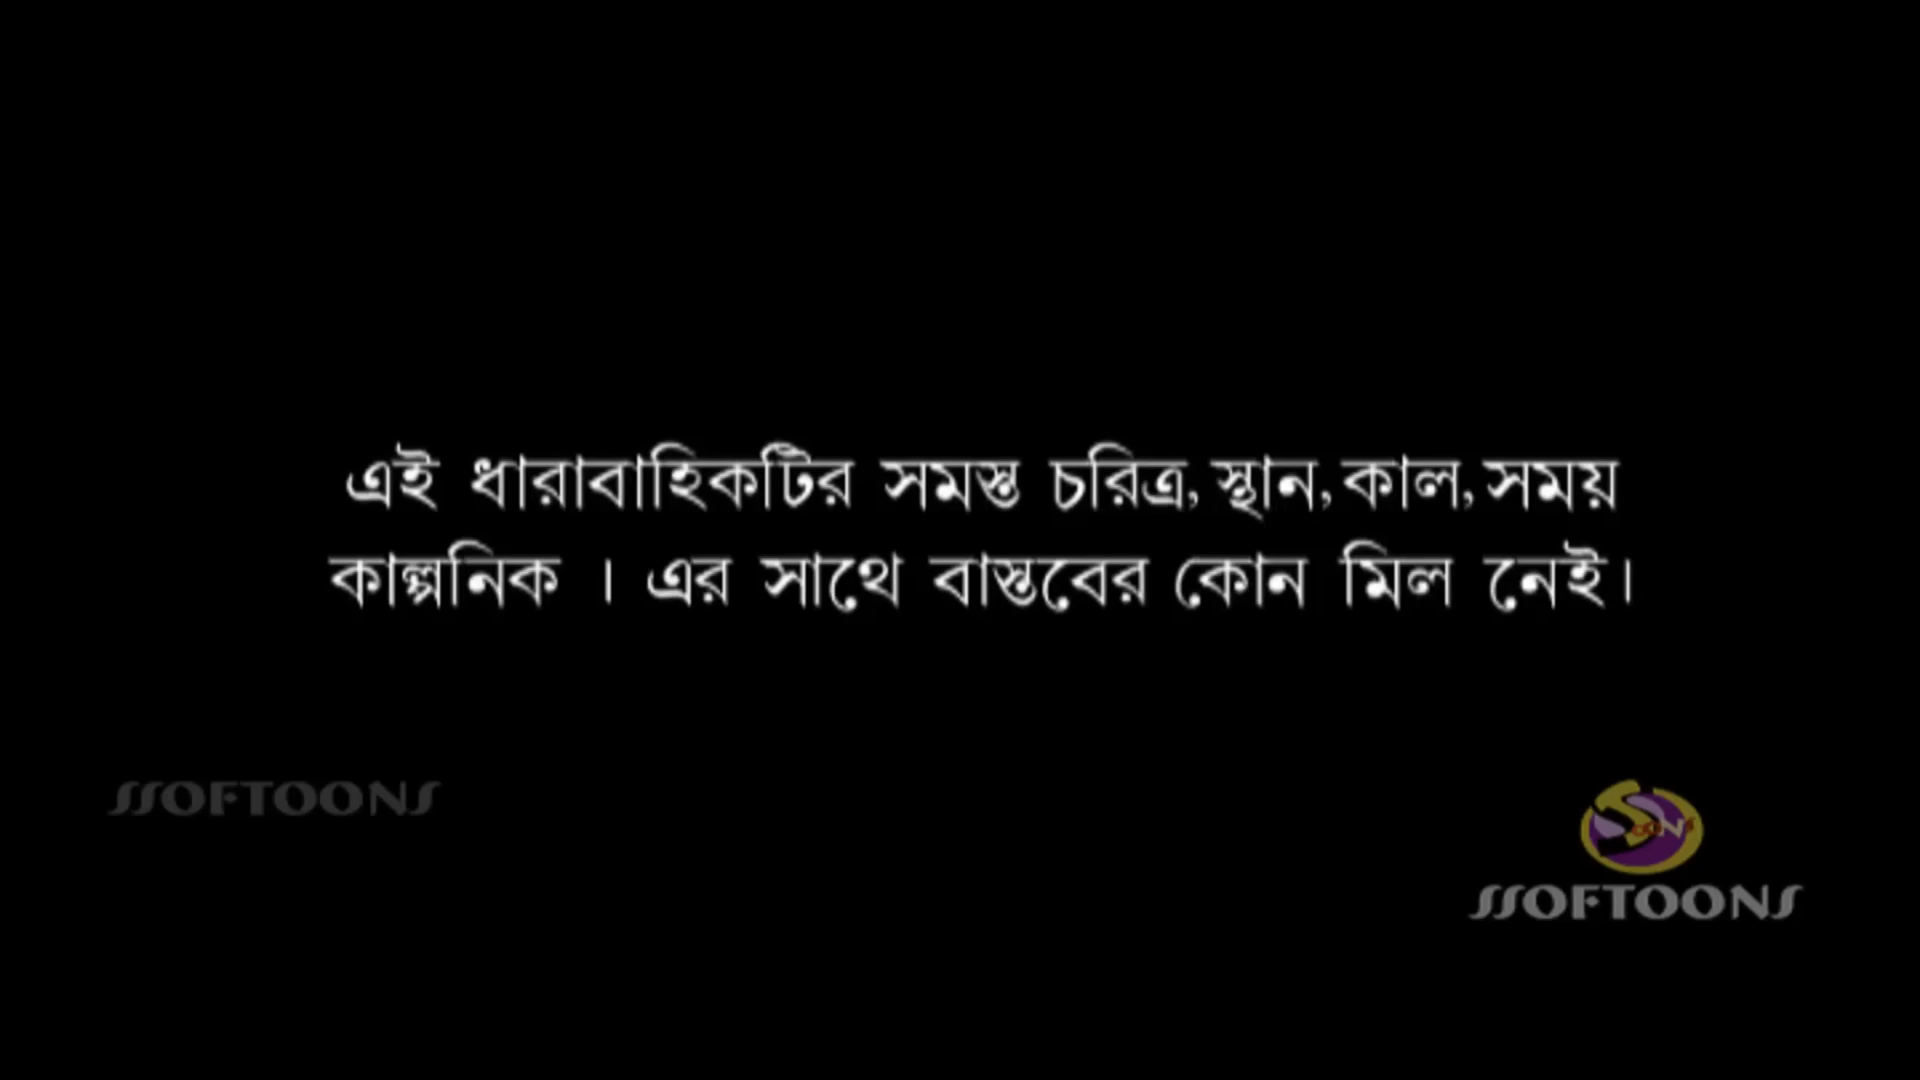 এই ধারাবাহিকটির সমস্ত চরিত্র, স্থান, কাল, সময়
কাল্পনিক । এর সাথে বাস্তবের কোন মিল নেই।
SSOFTOONS
SSOFTOONS